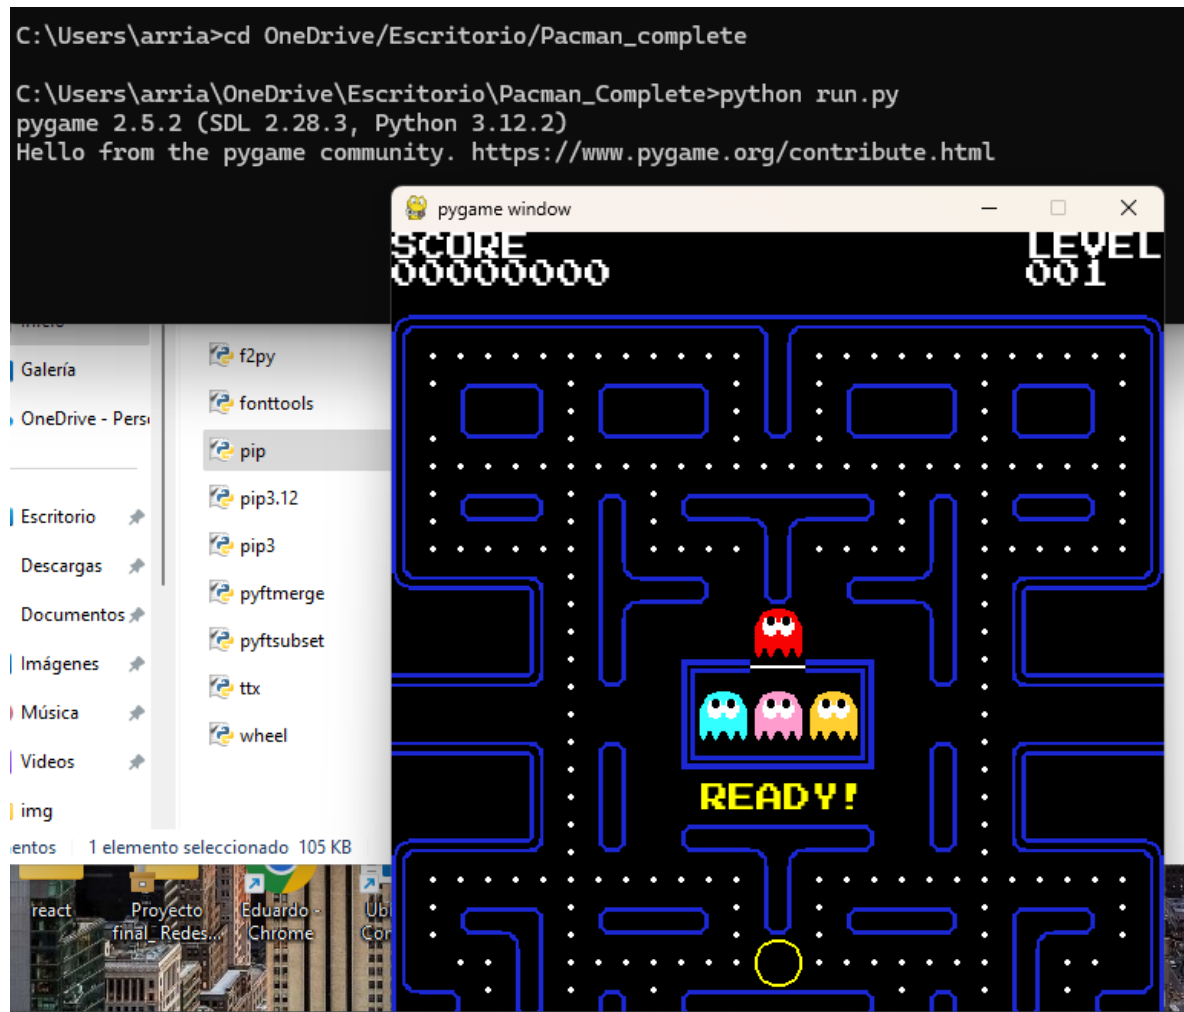 C:\Users\arria>cd OneDrive/Escritorio/Pacman_complete
C:\Users\arria\OneDrive\Escritorio\Pacman_Complete>python run.py
pygame 2.5.2 (SDL 2.28.3, Python 3.12.2)
Hello from the pygame community. https://www.pygame.org/contribute.html
pygame window
SCORE
00000000
LEVEL
001
READY!
Galería
OneDrive - Pers
Escritorio
Descargas
Documentos
Imágenes
Música
Videos
img
f2py
fonttools
pip
pip3.12
pip3
pyftmerge
pyftsubset
ttx
wheel
entos
1 elemento seleccionado 105 KB
react
Proyecto
final_Redes...
Eduardo -
Chrome